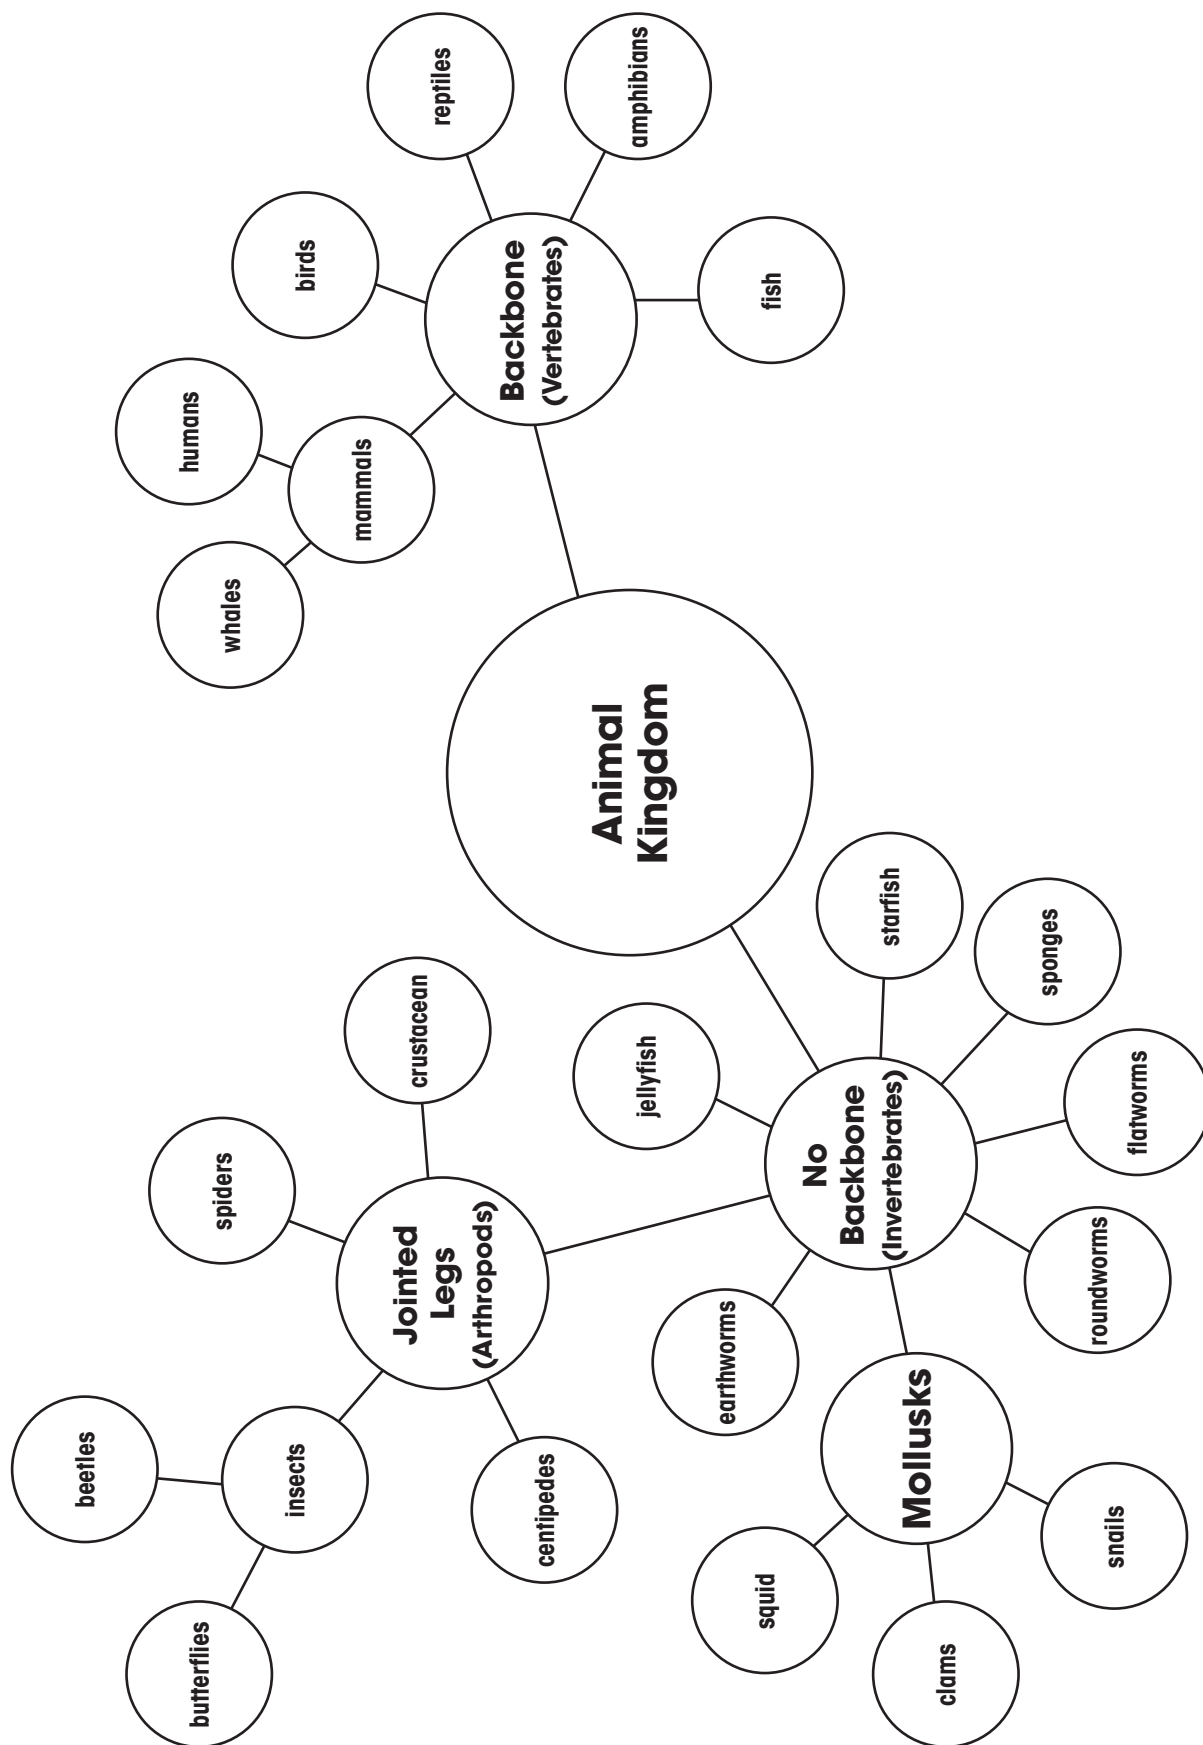 Animal
Kingdom
Backbone
(Vertebrates)
mammals
whales
humans
birds
reptiles
amphibians
fish
No
Backbone
(Invertebrates)
jellyfish
starfish
sponges
flatworms
roundworms
earthworms
Mollusks
squid
clams
snails
Jointed
Legs
(Arthropods)
crustacean
spiders
insects
beetles
butterflies
centipedes